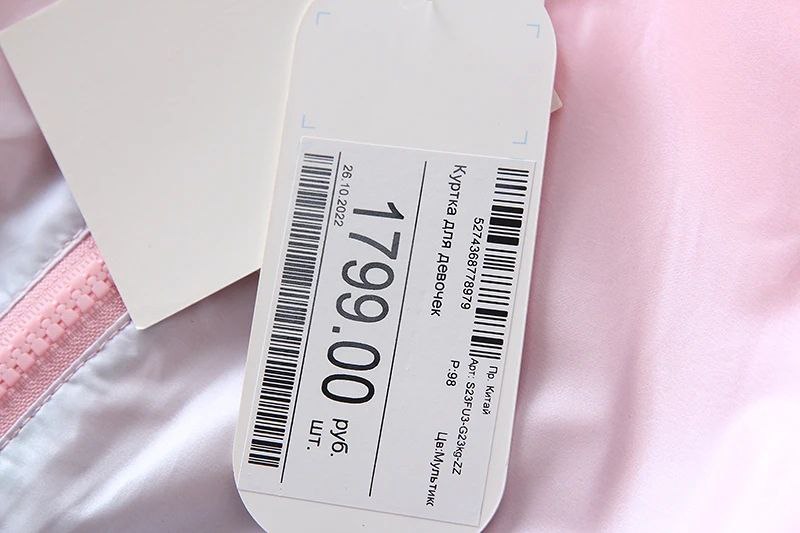 Пр. Китай
5274368778979
Арт: S23FU3-G23kg-ZZ
Куртка для девочек
Р:98
Цв:Мультик
1799.00 руб.
шт.
26.10.2022